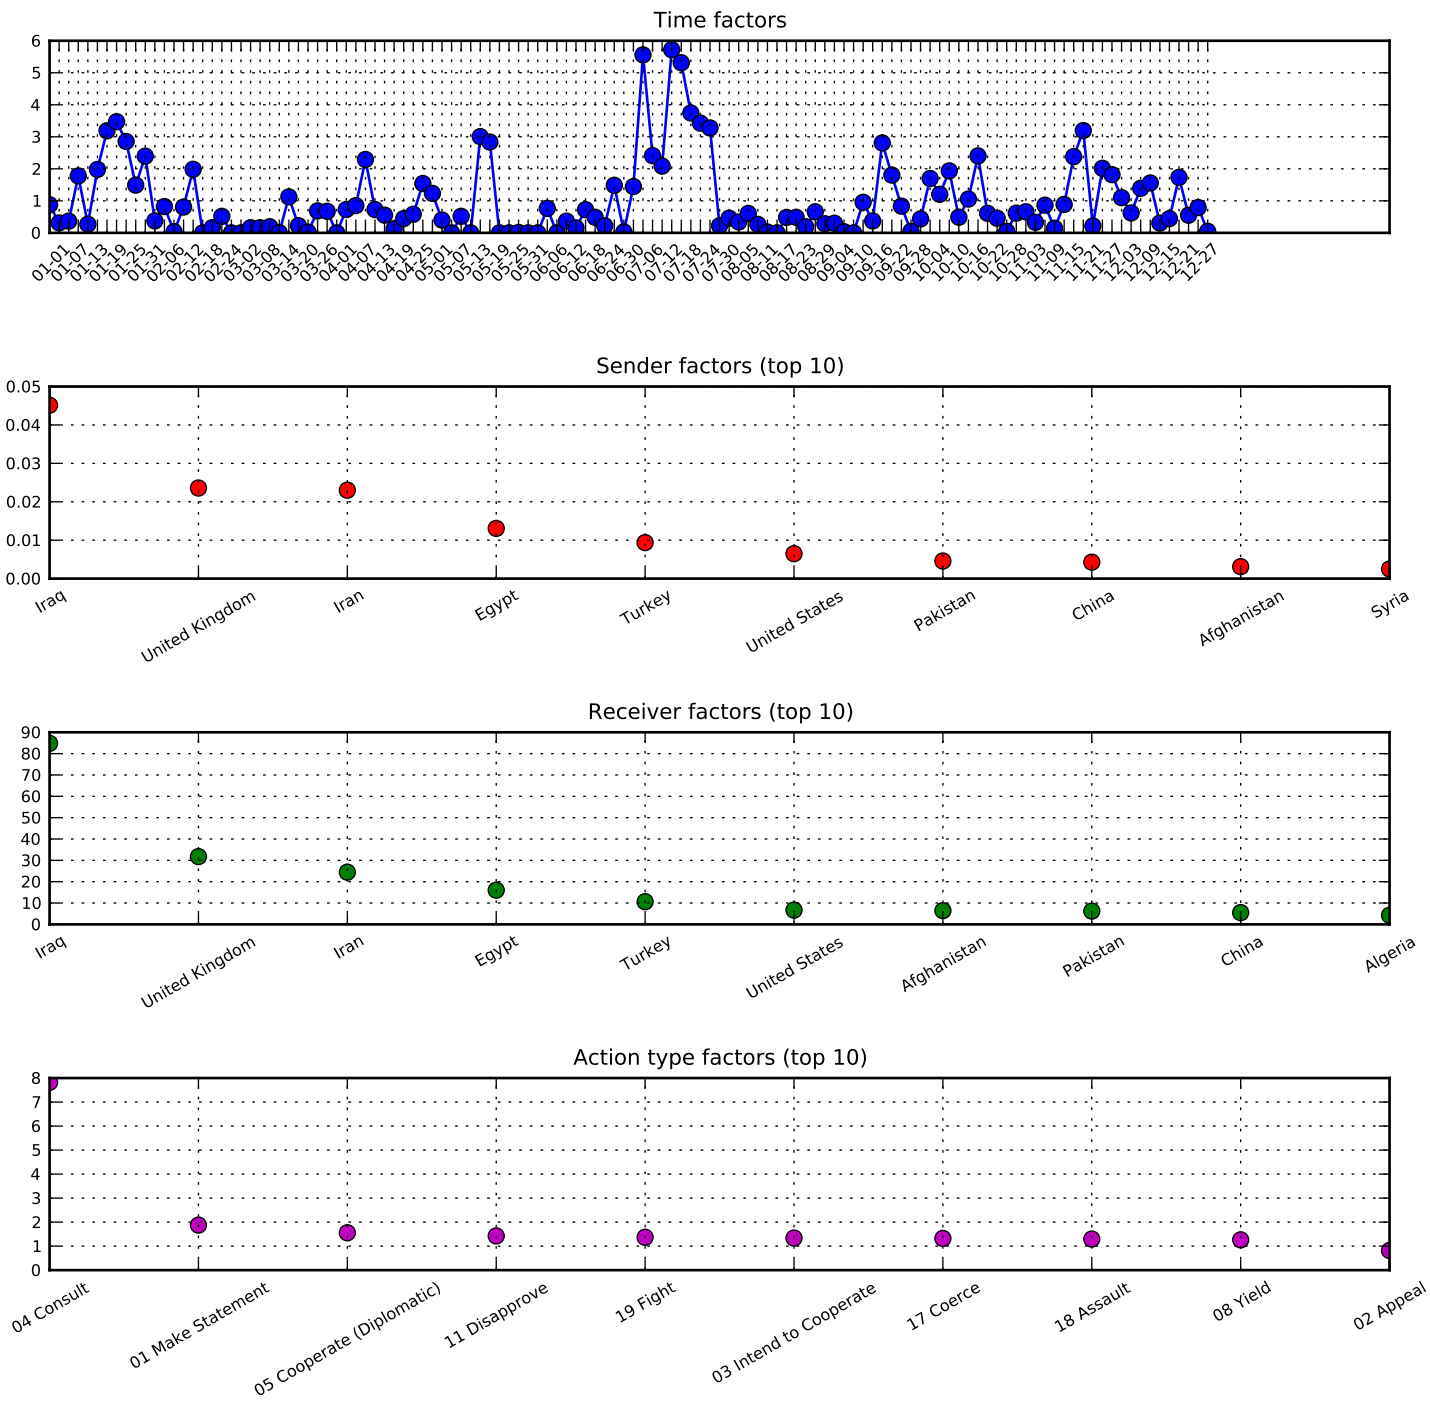 Time factors
6
5
4
3
2
1
0
01-01 01-07 01-13 01-19 01-25 01-31 02-06 02-12 02-18 02-24 03-02 03-08 03-14 03-20 03-26 04-01 04-07 04-13 04-19 04-25 05-01 05-07 05-13 05-19 05-25 05-31 06-06 06-12 06-18 06-24 06-30 07-06 07-12 07-18 07-24 07-30 08-05 08-11 08-17 08-23 08-29 09-04 09-10 09-16 09-22 09-28 10-04 10-10 10-16 10-22 10-28 11-03 11-09 11-15 11-21 11-27 12-03 12-09 12-15 12-21 12-27
Sender factors (top 10)
0.05
0.04
0.03
0.02
0.01
0.00
Iraq
United Kingdom
Iran
Egypt
Turkey
United States
Pakistan
China
Afghanistan
Syria
Receiver factors (top 10)
90
80
70
60
50
40
30
20
10
0
Iraq
United Kingdom
Iran
Egypt
Turkey
United States
Afghanistan
Pakistan
China
Algeria
Action type factors (top 10)
8
7
6
5
4
3
2
1
0
04 Consult
01 Make Statement
05 Cooperate (Diplomatic)
11 Disapprove
19 Fight
03 Intend to Cooperate
17 Coerce
18 Assault
08 Yield
02 Appeal